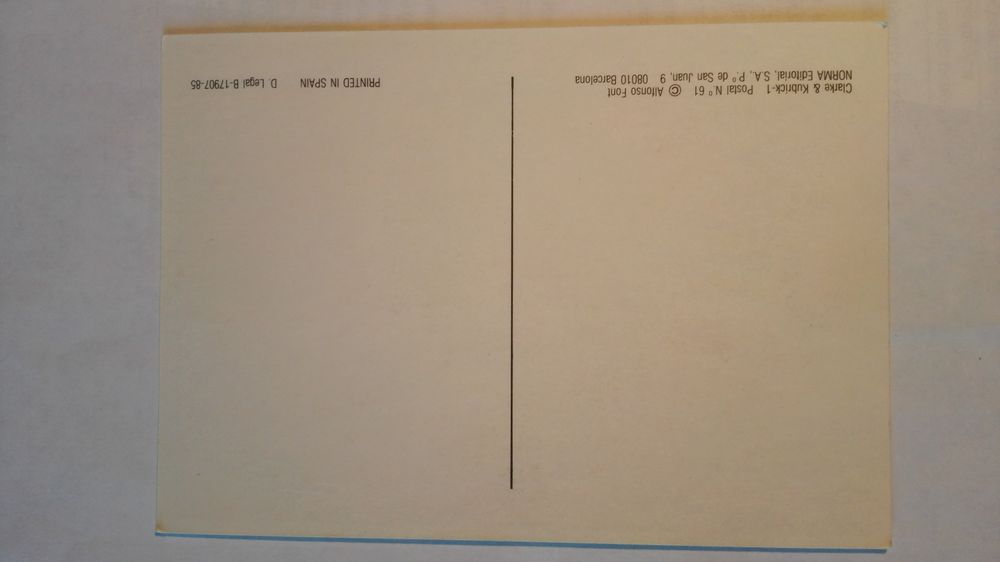 Clarke & Kubrick-1 Postal N.º 61 © Alfonso Font
NORMA Editorial, S.A., P.º de San Juan, 9 08010 Barcelona
PRINTED IN SPAIN D. Legal B-17907-85